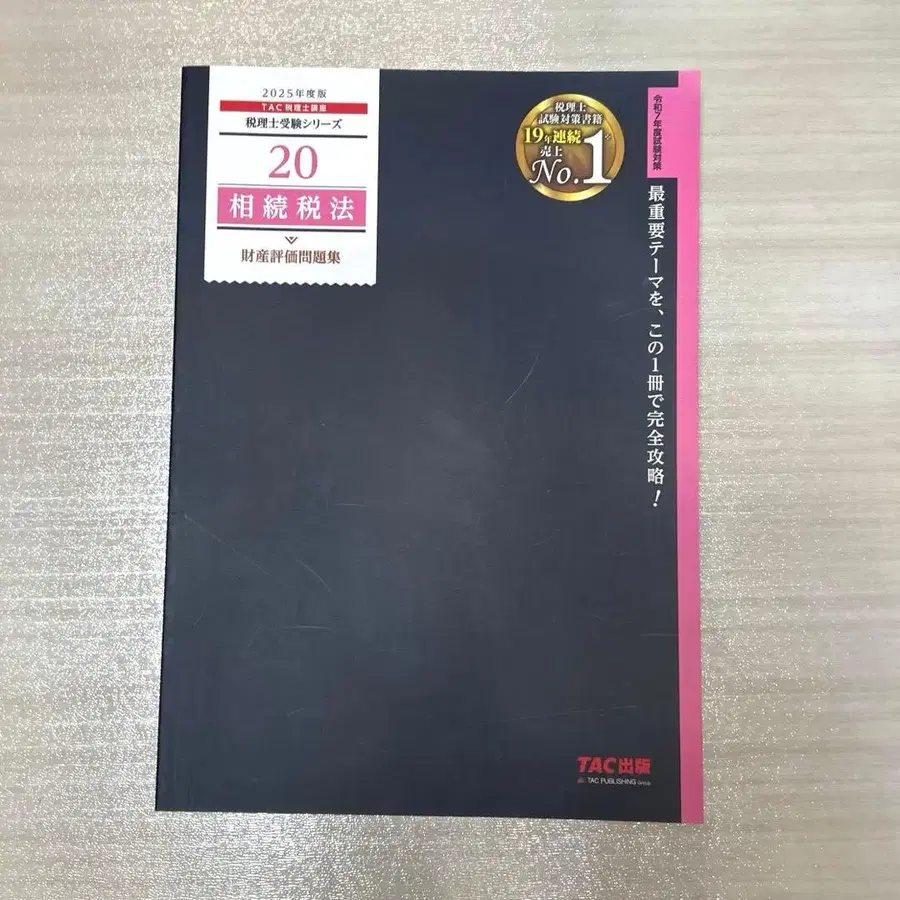 2025年度版
TAC 税理士講座
税理士受験シリーズ
20
相続税法
財産評価問題集
税理士
試験対策書籍
19年連続※
売上
No.1
令和7年度試験対策
最重要テーマを、この1冊で完全攻略！
TAC出版
TAC PUBLISHING Group